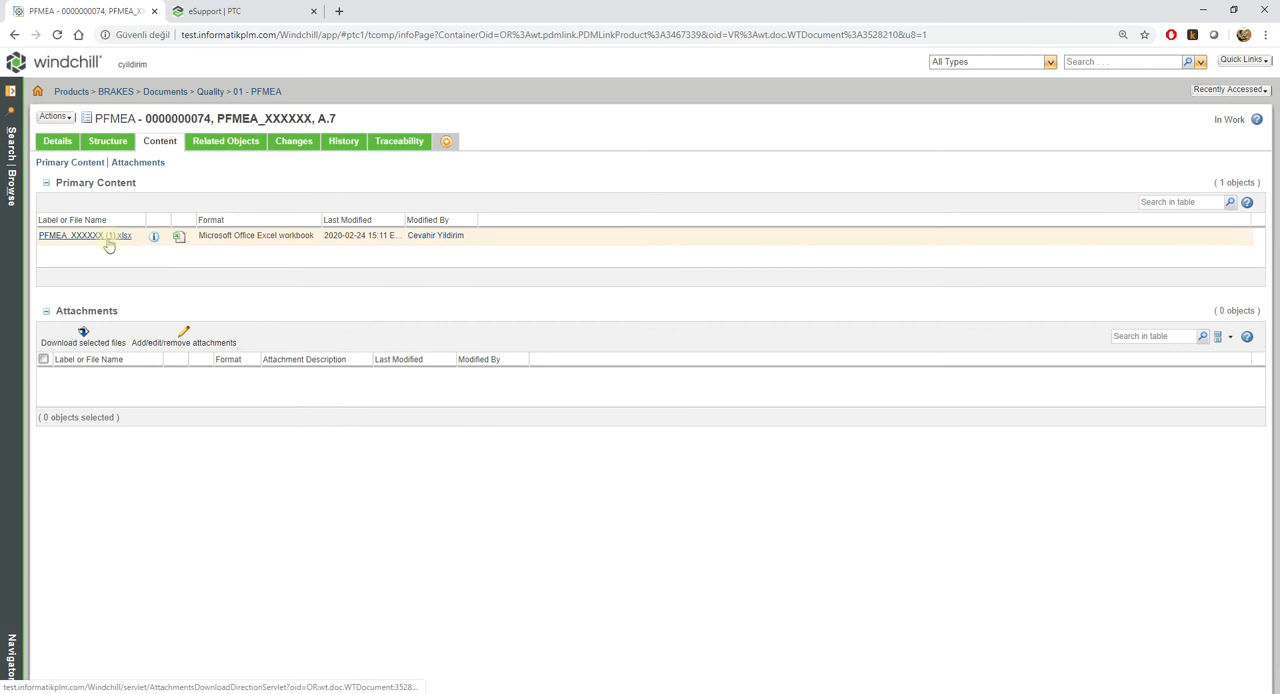 PFMEA - 0000000074, PFMEA_XX
eSupport | PTC
Güvenli değil
test.informatikplm.com/Windchill/app/#ptc1/tcomp/infoPage?ContainerOid=OR%3Awt.pdmlink.PDMLinkProduct%3A3467339&oid=VR%3Awt.doc.WTDocument%3A3528210&u8=1
windchill
cyildirim
All Types
Search . . .
Quick Links
Products > BRAKES > Documents > Quality > 01 - PFMEA
Recently Accessed
Actions
PFMEA - 0000000074, PFMEA_XXXXXX, A.7
In Work
Details Structure Content Related Objects Changes History Traceability
Search | Browse
Primary Content | Attachments
Primary Content
( 1 objects )
Search in table
Label or File Name Format Last Modified Modified By
PFMEA_XXXXXX (1).xlsx Microsoft Office Excel workbook 2020-02-24 15:11 E... Cevahir Yildirim
Attachments
( 0 objects )
Download selected files Add/edit/remove attachments
Search in table
Label or File Name Format Attachment Description Last Modified Modified By
( 0 objects selected )
Navigator
test.informatikplm.com/Windchill/servlet/AttachmentsDownloadDirectionServlet?oid=OR:wt.doc.WTDocument:3528...